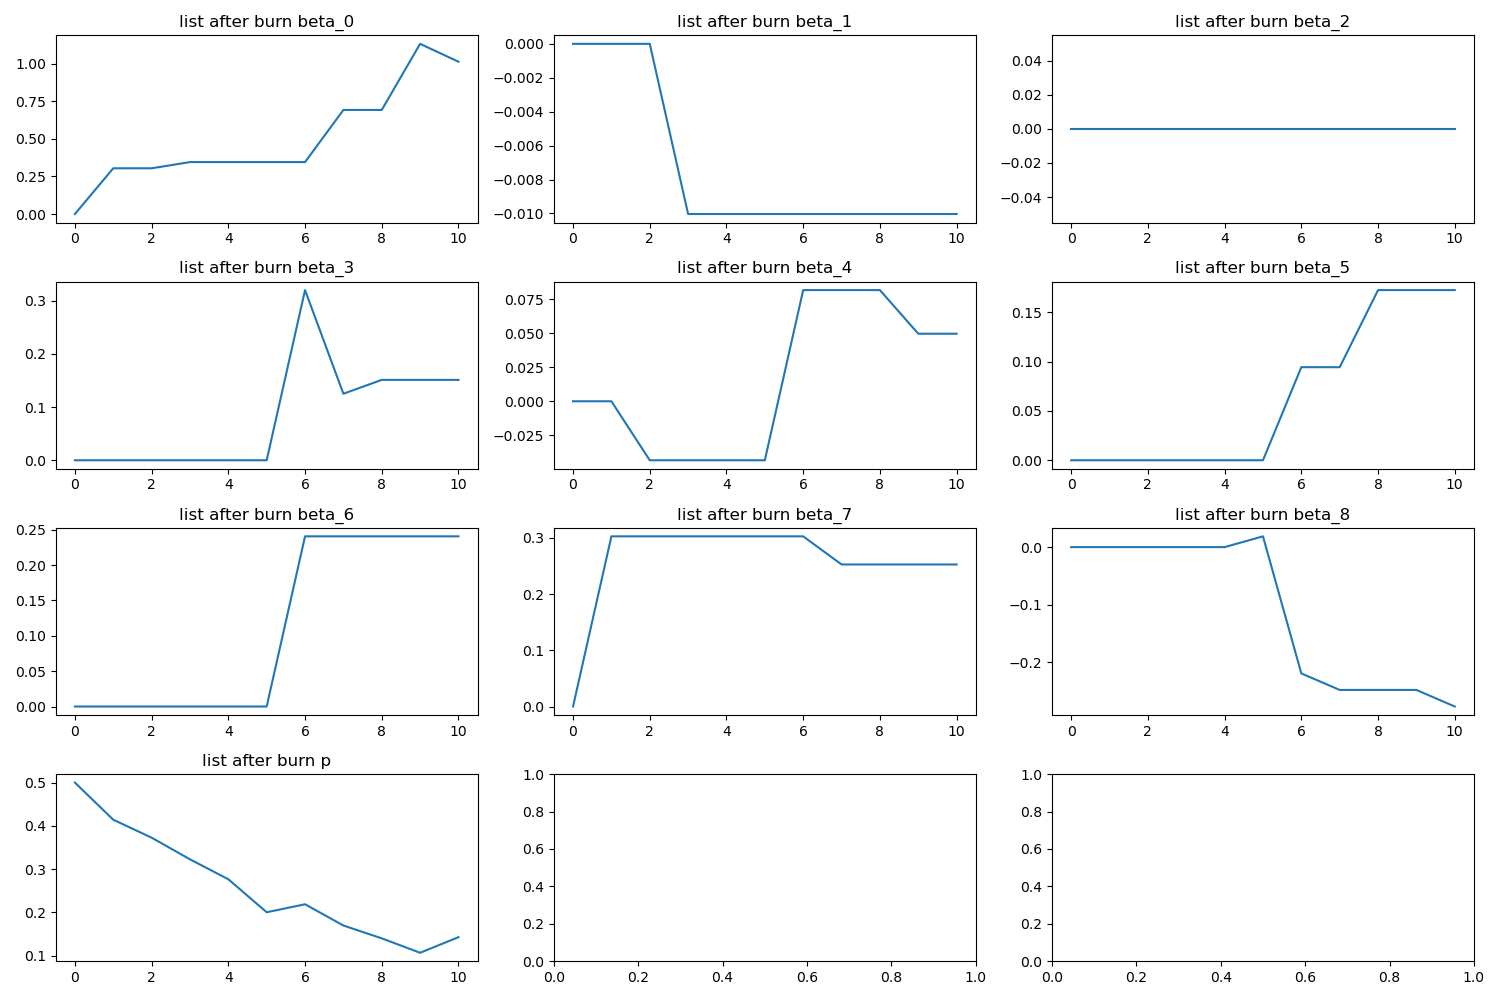 list after burn beta_0
list after burn beta_1
list after burn beta_2
1.00
0.75
0.50
0.25
0.00
0 2 4 6 8 10
0.000
−0.002
−0.004
−0.006
−0.008
−0.010
0 2 4 6 8 10
0.04
0.02
0.00
−0.02
−0.04
0 2 4 6 8 10
list after burn beta_3
list after burn beta_4
list after burn beta_5
0.3
0.2
0.1
0.0
0 2 4 6 8 10
0.075
0.050
0.025
0.000
−0.025
0 2 4 6 8 10
0.15
0.10
0.05
0.00
0 2 4 6 8 10
list after burn beta_6
list after burn beta_7
list after burn beta_8
0.25
0.20
0.15
0.10
0.05
0.00
0 2 4 6 8 10
0.3
0.2
0.1
0.0
0 2 4 6 8 10
0.0
−0.1
−0.2
0 2 4 6 8 10
list after burn p
0.5
0.4
0.3
0.2
0.1
0 2 4 6 8 10
1.0
0.8
0.6
0.4
0.2
0.0
0.0 0.2 0.4 0.6 0.8 1.0
1.0
0.8
0.6
0.4
0.2
0.0
0.0 0.2 0.4 0.6 0.8 1.0